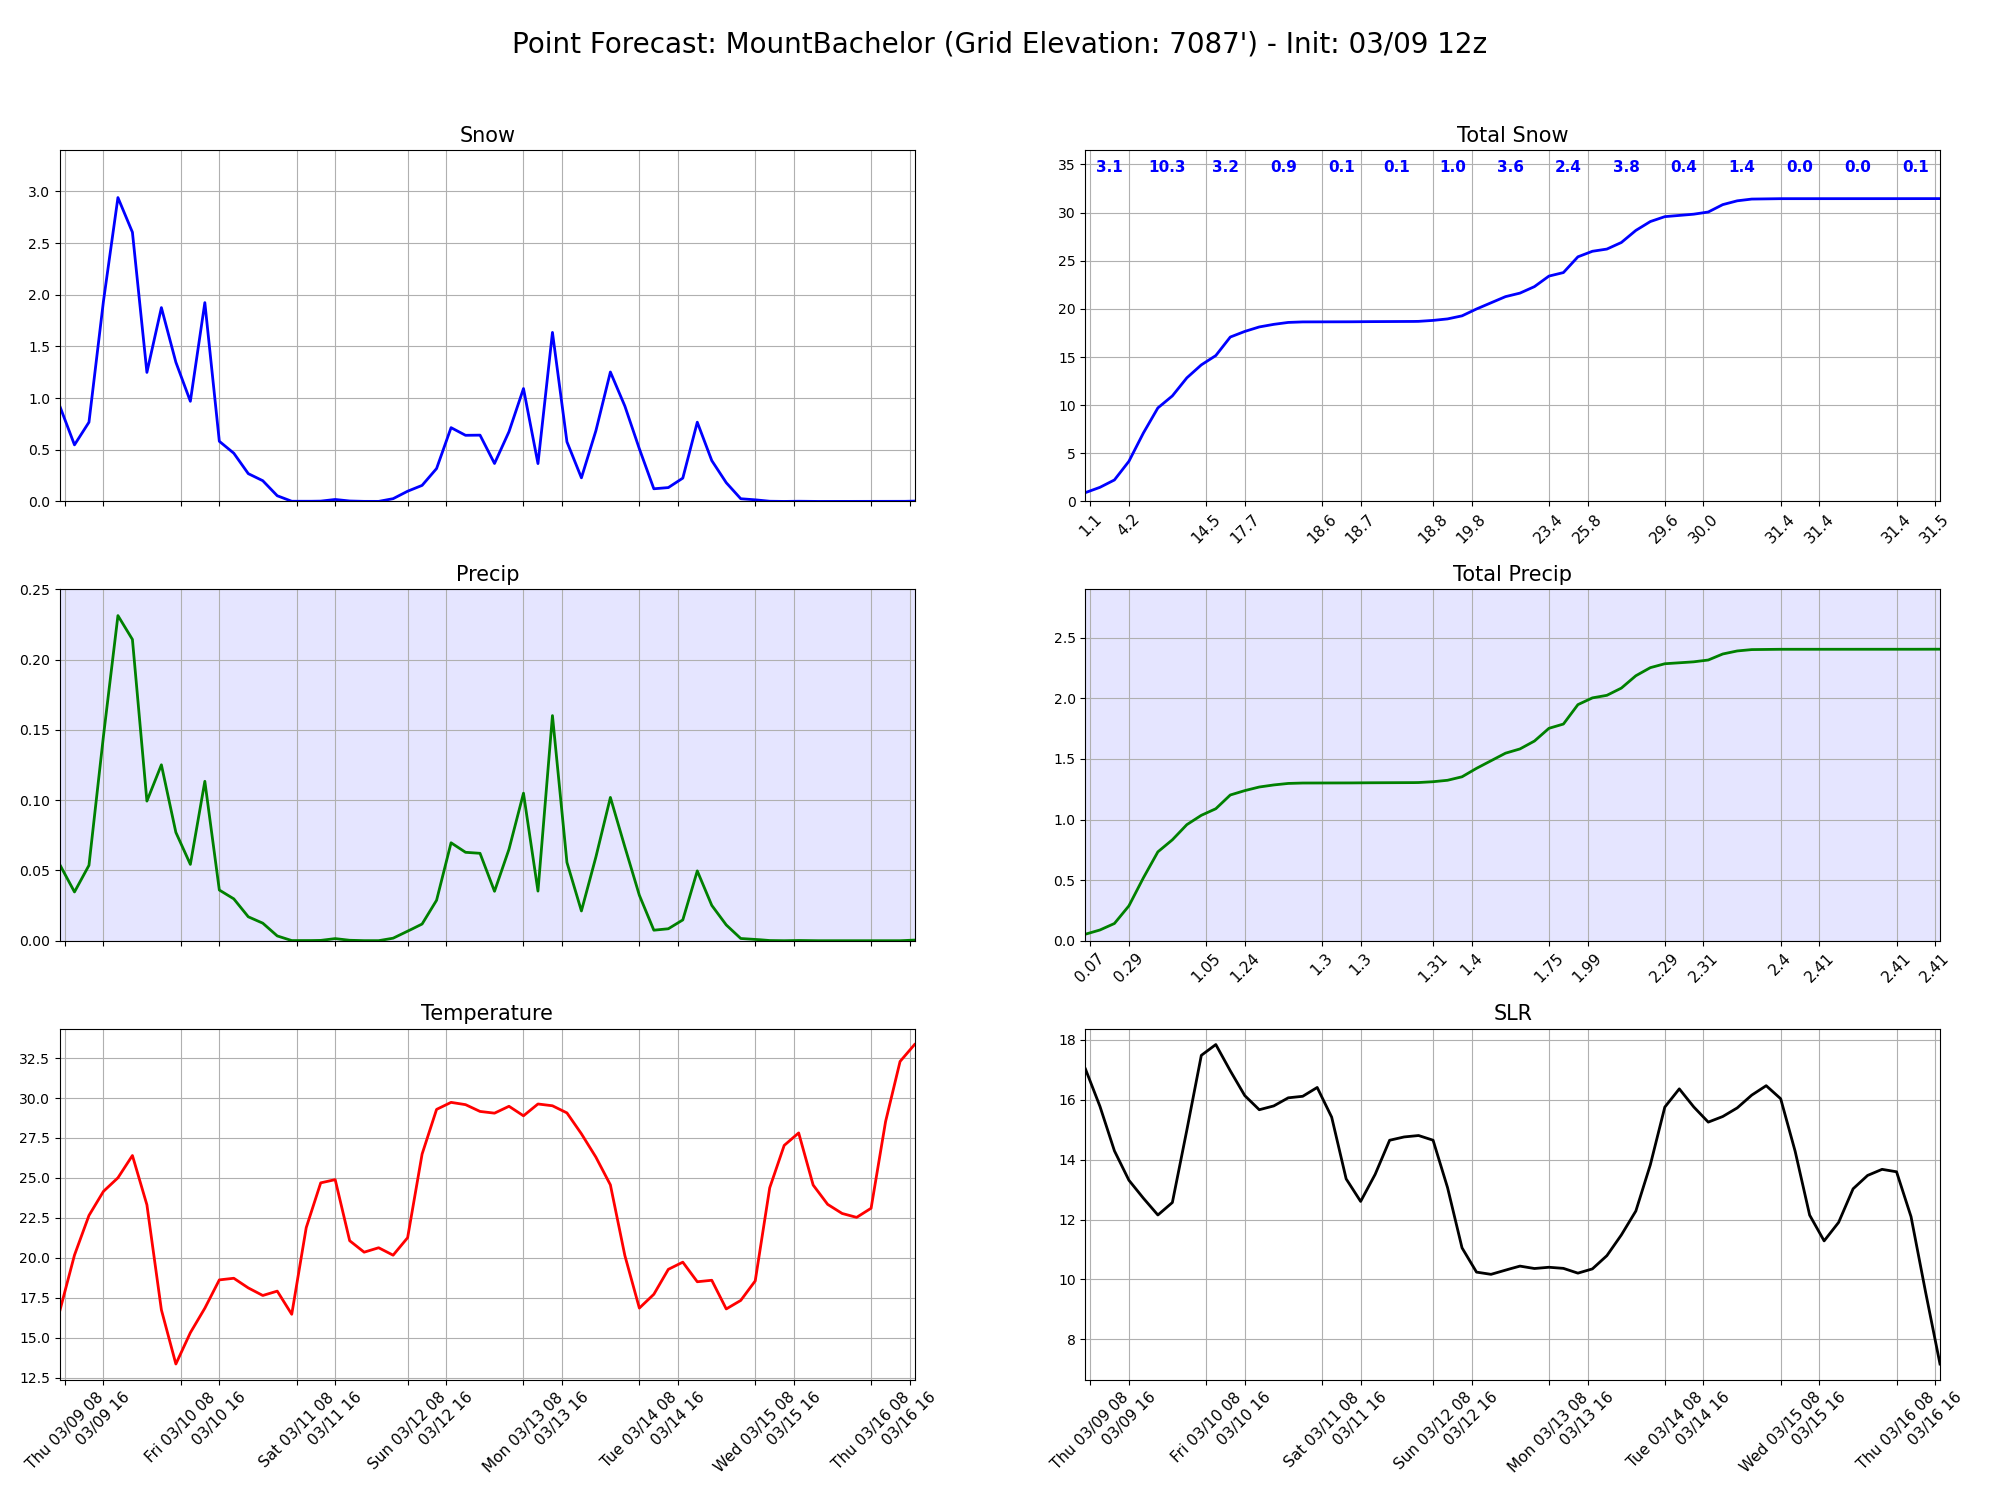 Point Forecast: MountBachelor (Grid Elevation: 7087') - Init: 03/09 12z
Snow
3.0
2.5
2.0
1.5
1.0
0.5
0.0
Total Snow
3.1 10.3 3.2 0.9 0.1 0.1 1.0 3.6 2.4 3.8 0.4 1.4 0.0 0.0 0.1
35
30
25
20
15
10
5
0
1.1 4.2 14.5 17.7 18.6 18.7 18.8 19.8 23.4 25.8 29.6 30.0 31.4 31.4 31.4 31.5
Precip
0.25
0.20
0.15
0.10
0.05
0.00
Total Precip
2.5
2.0
1.5
1.0
0.5
0.0
0.07 0.29 1.05 1.24 1.3 1.3 1.31 1.4 1.75 1.99 2.29 2.31 2.4 2.41 2.41 2.41
Temperature
32.5
30.0
27.5
25.0
22.5
20.0
17.5
15.0
12.5
Thu 03/09 08
03/09 16
Fri 03/10 08
03/10 16
Sat 03/11 08
03/11 16
Sun 03/12 08
03/12 16
Mon 03/13 08
03/13 16
Tue 03/14 08
03/14 16
Wed 03/15 08
03/15 16
Thu 03/16 08
03/16 16
SLR
18
16
14
12
10
8
Thu 03/09 08
03/09 16
Fri 03/10 08
03/10 16
Sat 03/11 08
03/11 16
Sun 03/12 08
03/12 16
Mon 03/13 08
03/13 16
Tue 03/14 08
03/14 16
Wed 03/15 08
03/15 16
Thu 03/16 08
03/16 16